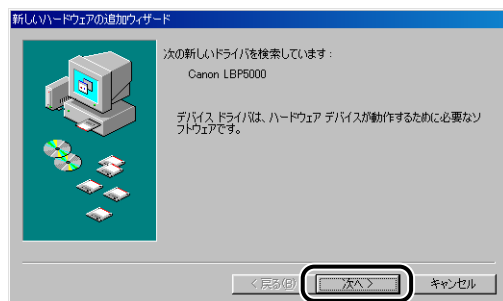 新しいハードウェアの追加ウィザード
次の新しいドライバを検索しています：
Canon LBP5000
デバイス ドライバは、ハードウェア デバイスが動作するために必要なソ
フトウェアです。
< 戻る(B)
次へ >
キャンセル